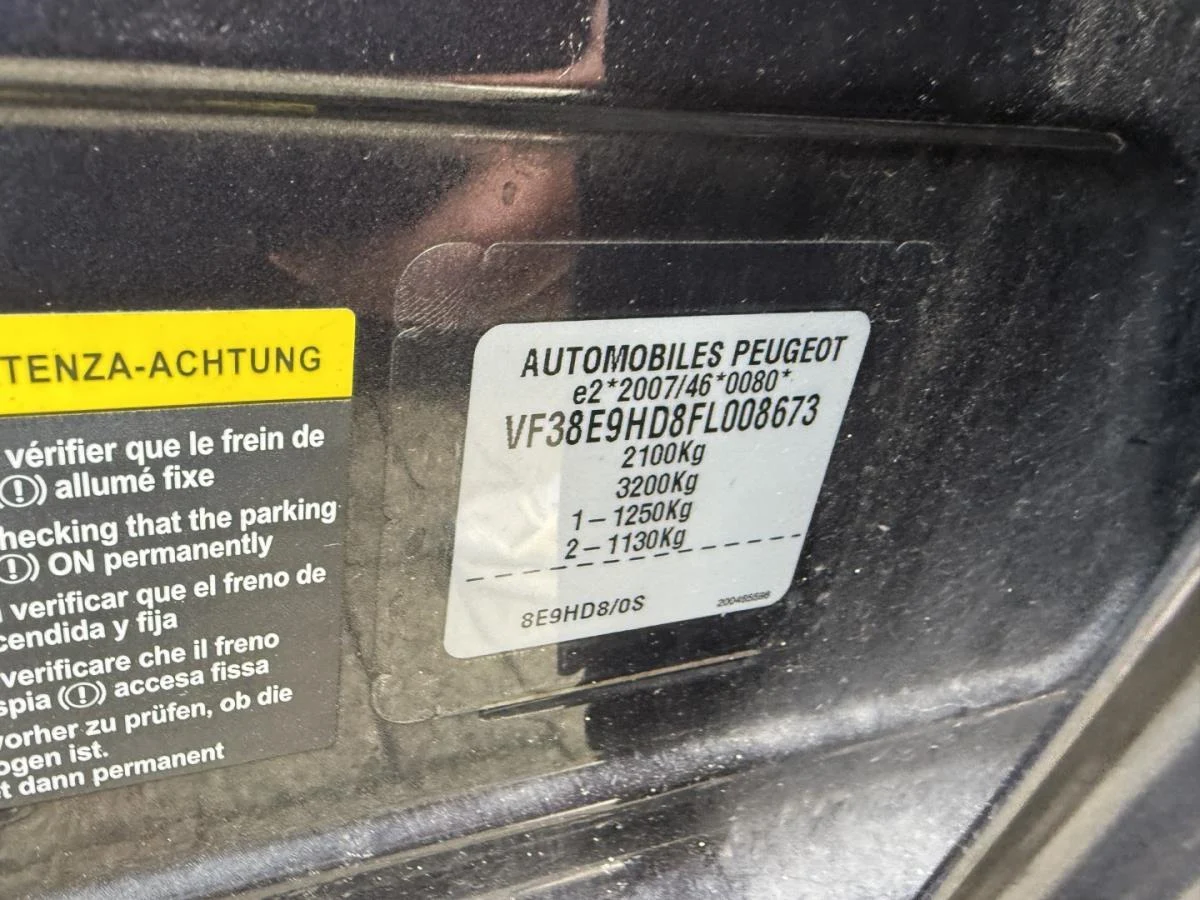 TENZA-ACHTUNG
vérifier que le frein de
(!) allumé fixe
hecking that the parking
(!) ON permanently
verificar que el freno de
cendida y fija
verificare che il freno
spia (!) accesa fissa
vorher zu prüfen, ob die
ogen ist.
t dann permanent
AUTOMOBILES PEUGEOT
e2*2007/46*0080*
VF38E9HD8FL008673
2100Kg
3200Kg
1-1250Kg
2-1130Kg
8E9HD8/0S